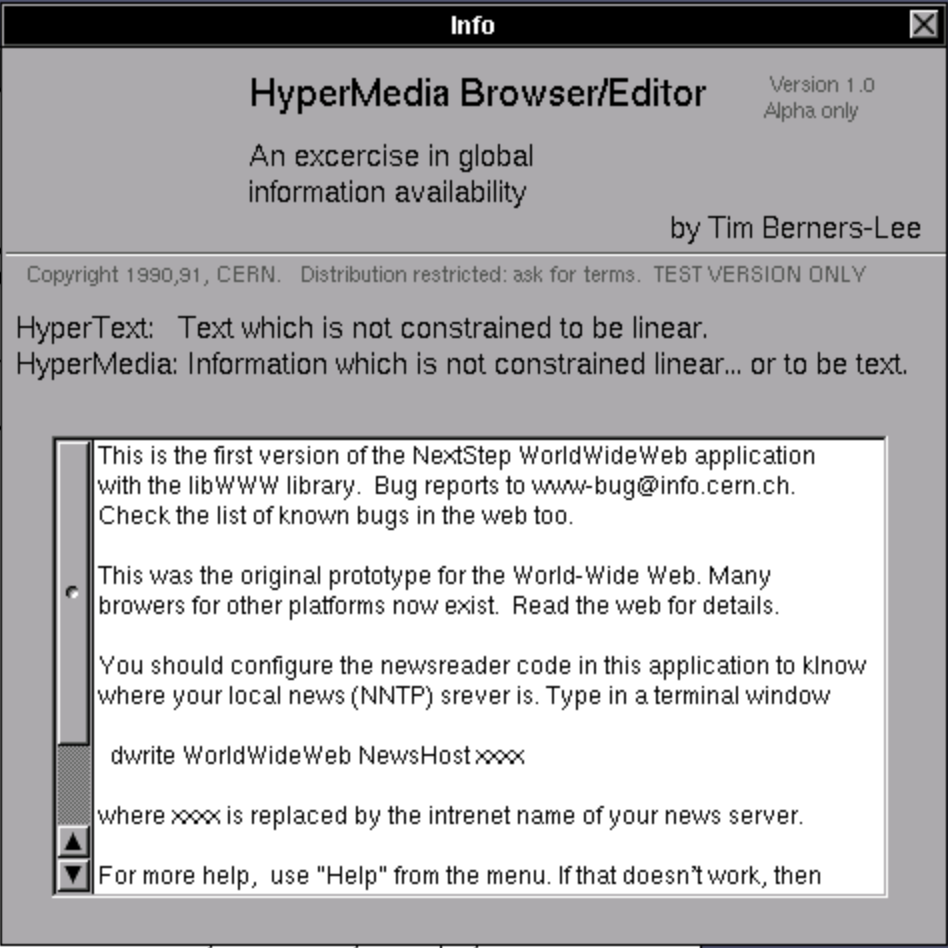 Info
HyperMedia Browser/Editor
Version 1.0
Alpha only
An excercise in global
information availability
by Tim Berners-Lee
Copyright 1990,91, CERN. Distribution restricted: ask for terms. TEST VERSION ONLY
HyperText: Text which is not constrained to be linear.
HyperMedia: Information which is not constrained linear... or to be text.
This is the first version of the NextStep WorldWideWeb application
with the libWWW library. Bug reports to www-bug@info.cern.ch.
Check the list of known bugs in the web too.
This was the original prototype for the World-Wide Web. Many
browers for other platforms now exist. Read the web for details.
You should configure the newsreader code in this application to klnow
where your local news (NNTP) srever is. Type in a terminal window
dwrite WorldWideWeb NewsHost xxxx
where xxxx is replaced by the intrenet name of your news server.
For more help, use "Help" from the menu. If that doesn't work, then